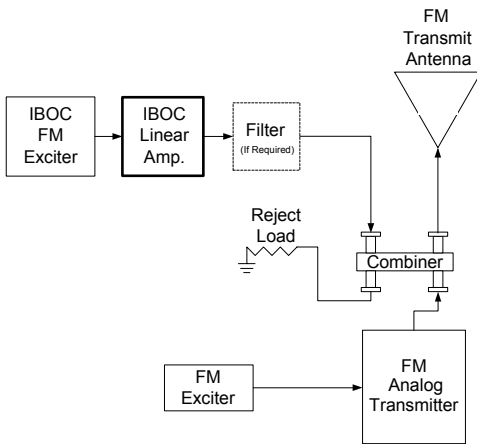 FM
Transmit
Antenna
IBOC
FM
Exciter
IBOC
Linear
Amp.
Filter
(If Required)
Reject
Load
Combiner
FM
Exciter
FM
Analog
Transmitter